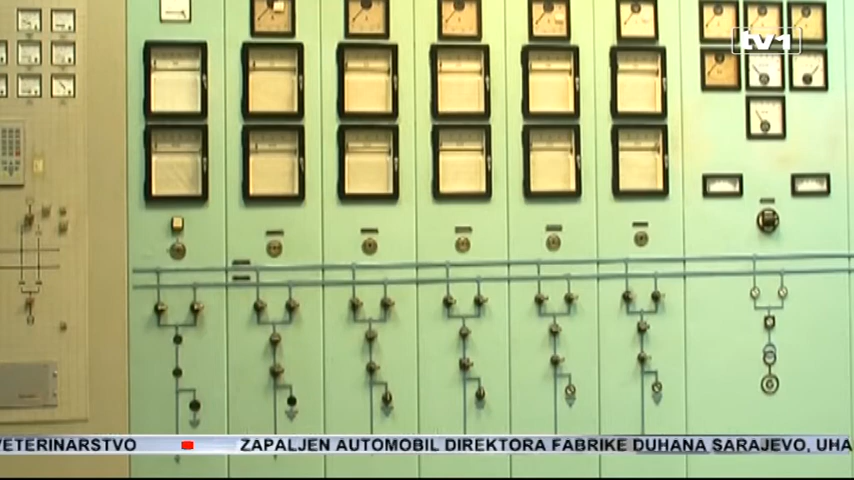 tv1
VETERINARSTVO ZAPALJEN AUTOMOBIL DIREKTORA FABRIKE DUHANA SARAJEVO, UHA